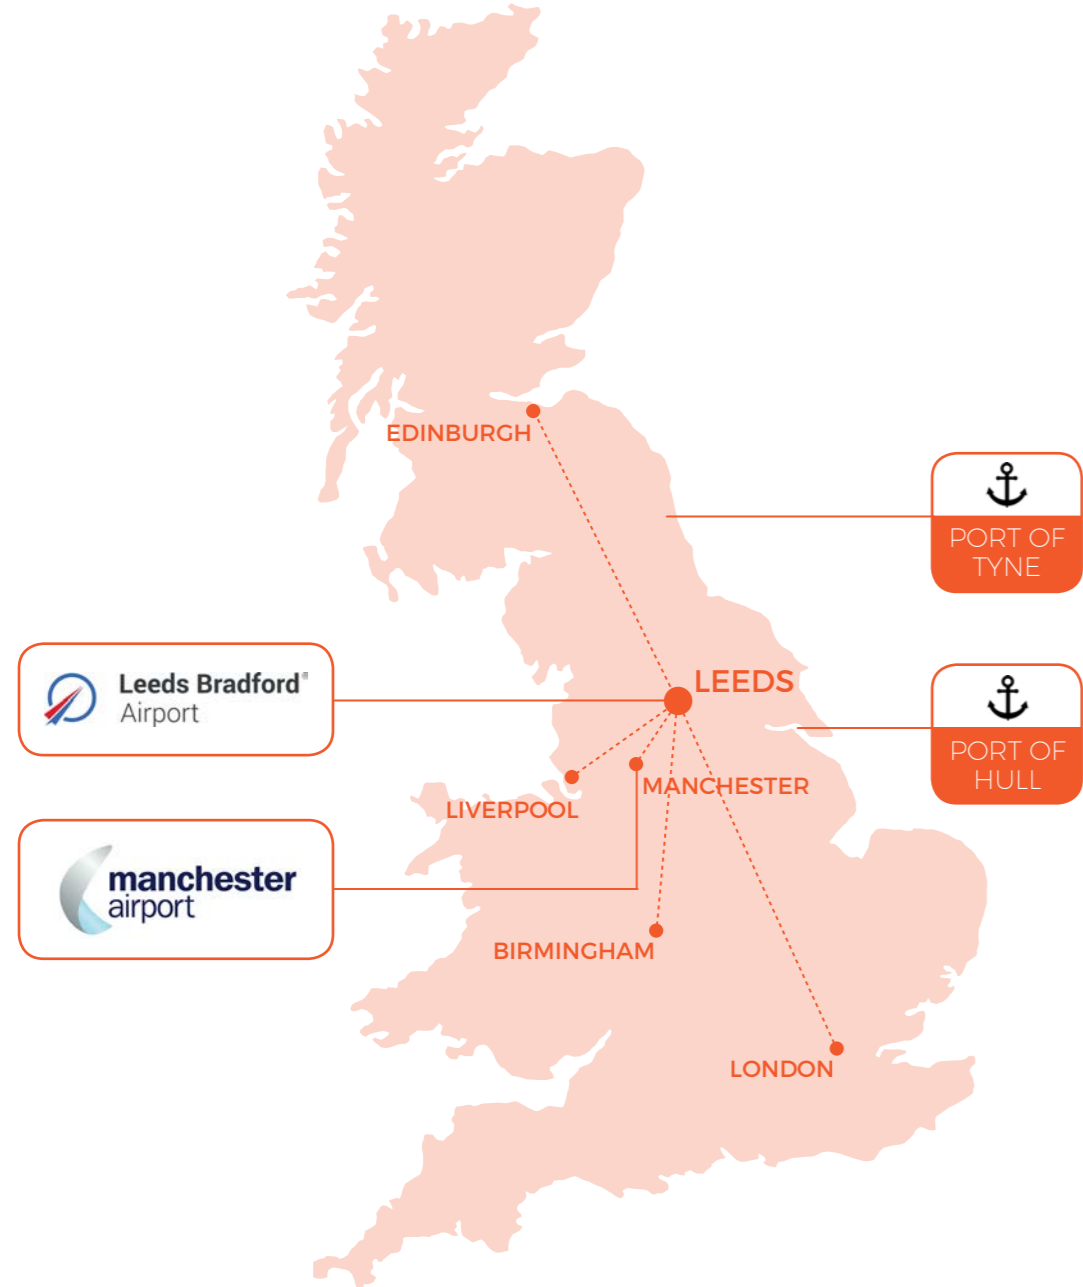 EDINBURGH
PORT OF
TYNE
Leeds Bradford®
Airport
LEEDS
PORT OF
HULL
MANCHESTER
LIVERPOOL
manchester
airport
BIRMINGHAM
LONDON